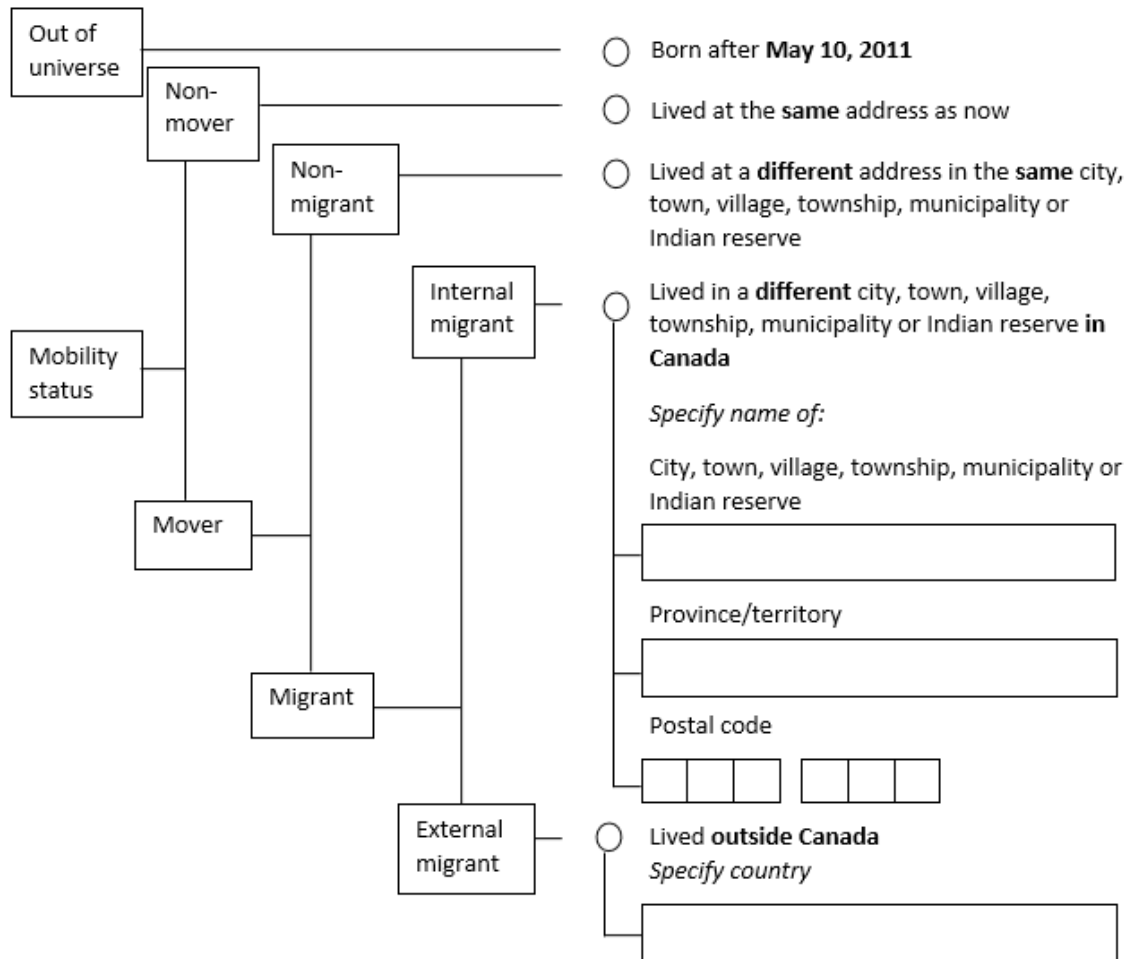 Out of
universe
Born after May 10, 2011
Non-
mover
Lived at the same address as now
Non-
migrant
Lived at a different address in the same city,
town, village, township, municipality or
Indian reserve
Internal
migrant
Lived in a different city, town, village,
township, municipality or Indian reserve in
Canada
Mobility
status
Specify name of:
City, town, village, township, municipality or
Indian reserve
Mover
Province/territory
Migrant
Postal code
External
migrant
Lived outside Canada
Specify country